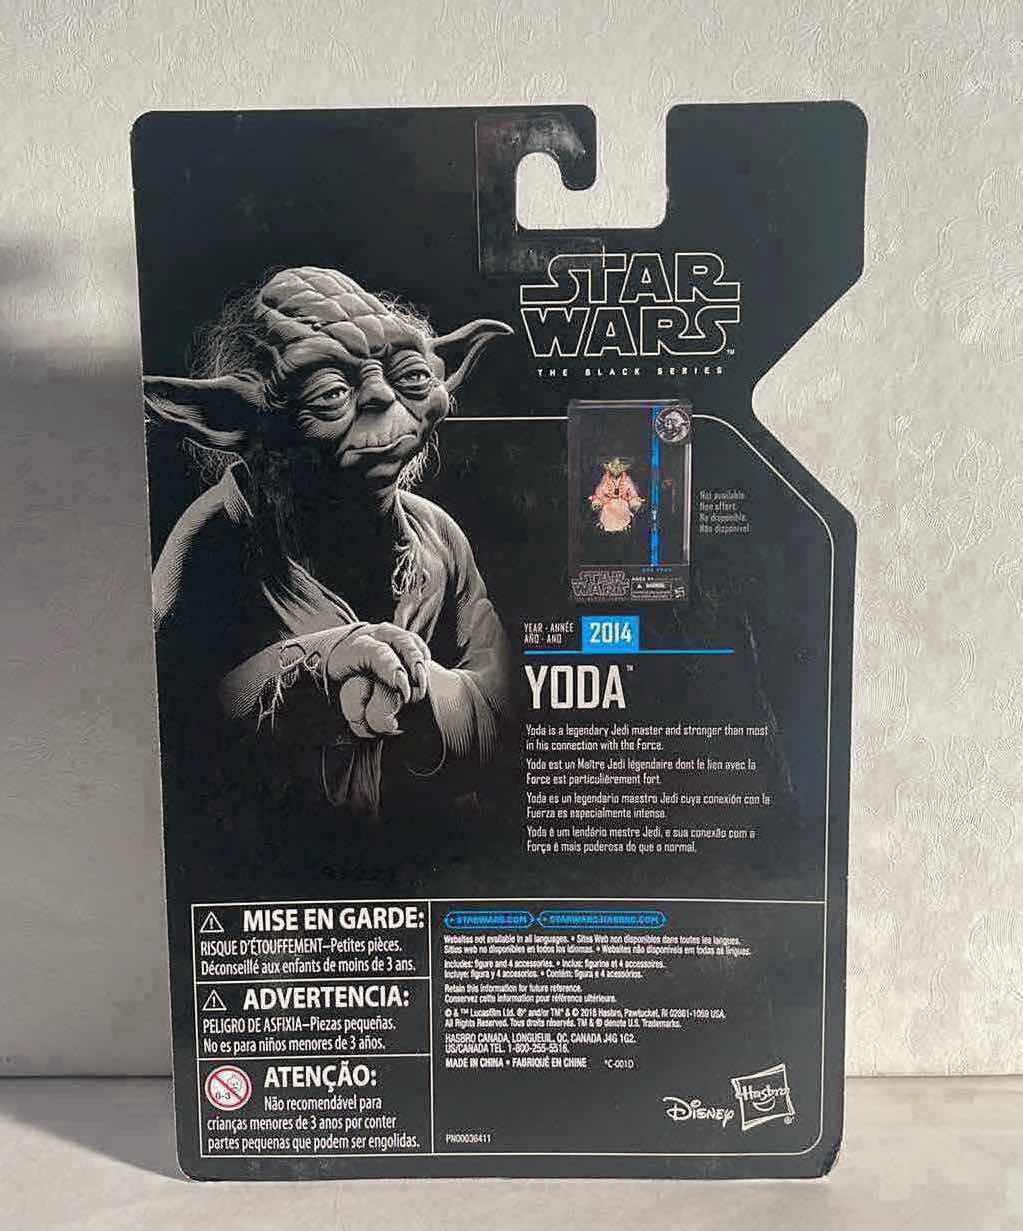 STAR
WARS
™
THE BLACK SERIES
Not available
Non offert
No disponible
Não disponível
STAR
WARS
YEAR · ANNÉE
AÑO · ANO
2014
YODA™
Yoda is a legendary Jedi master and stronger than most
in his connection with the Force.
Yoda est un Maître Jedi légendaire dont le lien avec la
Force est particulièrement fort.
Yoda es un legendario maestro Jedi cuya conexión con la
Fuerza es especialmente intensa.
Yoda é um lendário mestre Jedi, e sua conexão com a
Força é mais poderosa do que o normal.
MISE EN GARDE:
RISQUE D'ÉTOUFFEMENT–Petites pièces.
Déconseillé aux enfants de moins de 3 ans.
ADVERTENCIA:
PELIGRO DE ASFIXIA–Piezas pequeñas.
No es para niños menores de 3 años.
0-3
ATENÇÃO:
Não recomendável para
crianças menores de 3 anos por conter
partes pequenas que podem ser engolidas.
• STARWARS.COM • STARWARS.HASBRO.COM
Websites not available in all languages. • Sites Web non disponibles dans toutes les langues.
Sitios web no disponibles en todos los idiomas. • Websites não disponíveis em todas as línguas.
Includes: figure and 4 accessories. • Inclut: figurine et 4 accessoires.
Incluye: figura y 4 accesorios. • Contém: figura e 4 acessórios.
Retain this information for future reference.
Conservez cette information pour référence ultérieure.
© & ™ Lucasfilm Ltd. ®* and/or TM* & © 2018 Hasbro, Pawtucket, RI 02861-1059 USA.
All Rights Reserved. Tous droits réservés. TM & ® denote U.S. Trademarks.
HASBRO CANADA, LONGUEUIL, QC, CANADA J4G 1G2.
US/CANADA TEL. 1-800-255-5516.
MADE IN CHINA • FABRIQUÉ EN CHINE *C-001D
Disney
Hasbro
®
PN00036411